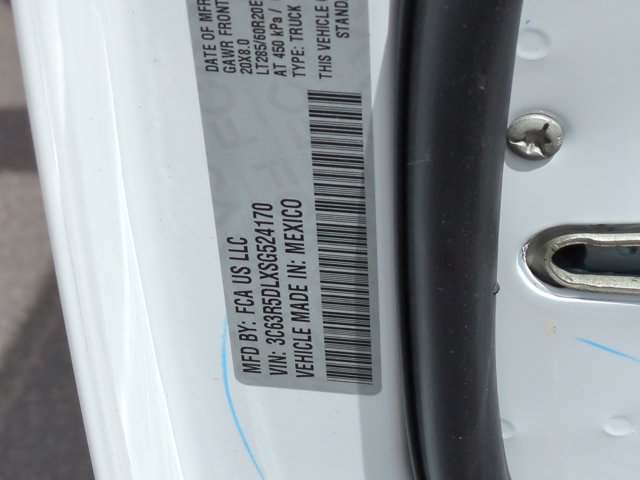 DATE OF MFR
GAWR FRONT
20X8.0
LT285/60R20E
AT 450 kPa /
TYPE: TRUCK
THIS VEHICLE
STAND
MFD BY: FCA US LLC
VIN: 3C63R5DLXSG524170
VEHICLE MADE IN: MEXICO